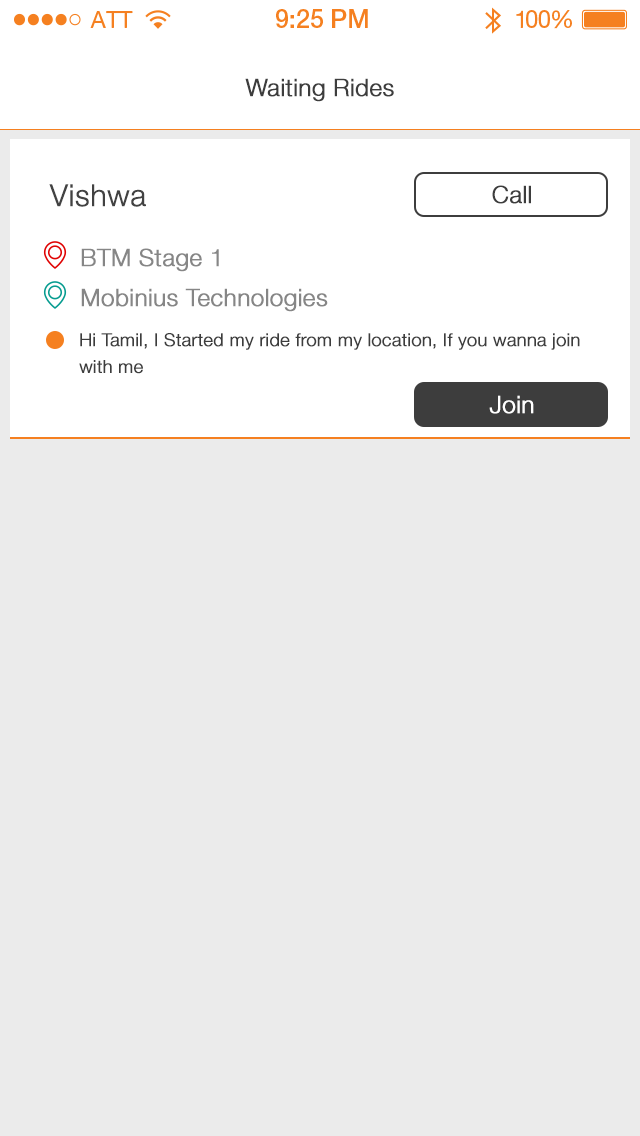 ATT 9:25 PM 100%
Waiting Rides
Vishwa Call
BTM Stage 1
Mobinius Technologies
Hi Tamil, I Started my ride from my location, If you wanna join
with me
Join